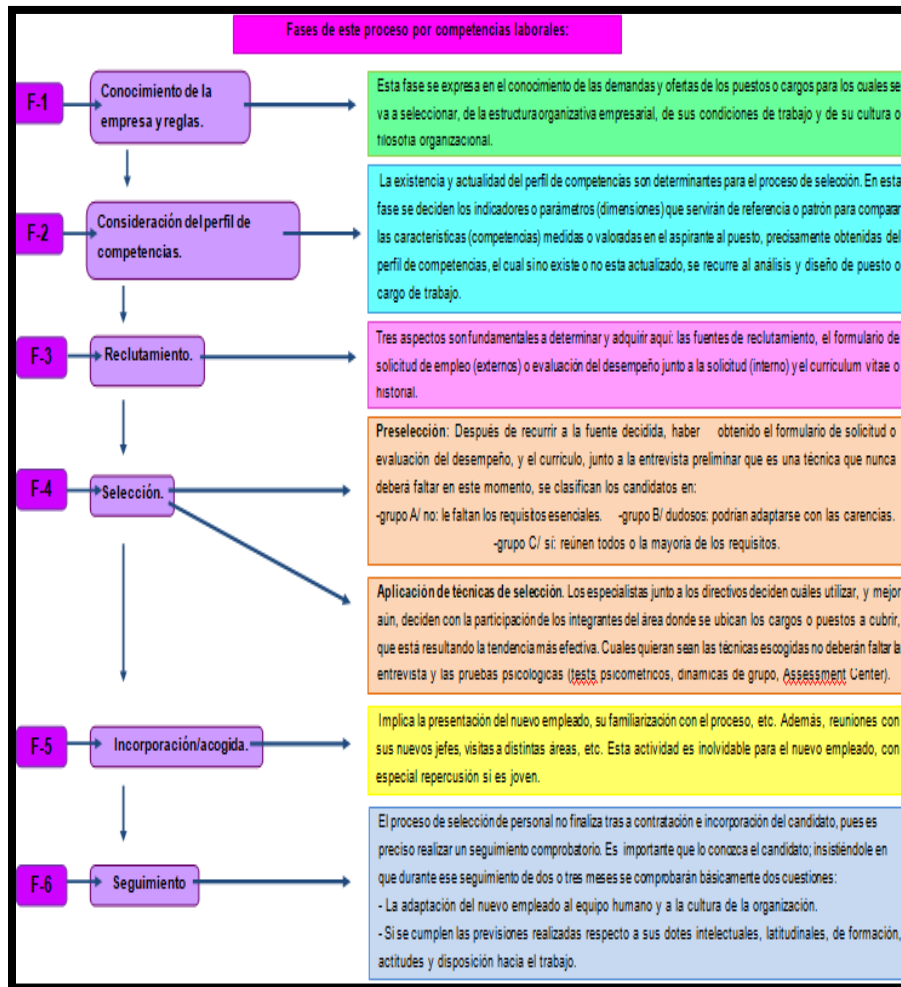 Fases de este proceso por competencias laborales:
F-1
Conocimiento de la
empresa y reglas.
Esta fase se expresa en el conocimiento de las demandas y ofertas de los puestos o cargos para los cuales se
va a seleccionar, de la estructura organizativa empresarial, de sus condiciones de trabajo y de su cultura o
filosofía organizacional.
F-2
Consideración del perfil de
competencias.
La existencia y actualidad del perfil de competencias son determinantes para el proceso de selección. En esta
fase se deciden los indicadores o parámetros (dimensiones) que servirán de referencia o patrón para comparar
las características (competencias) medidas o valoradas en el aspirante al puesto, precisamente obtenidas del
perfil de competencias, el cual si no existe o no esta actualizado, se recurre al análisis y diseño de puesto o
cargo de trabajo.
F-3
Reclutamiento.
Tres aspectos son fundamentales a determinar y adquirir aquí: las fuentes de reclutamiento, el formulario de
solicitud de empleo (externos) o evaluación del desempeño junto a la solicitud (interno) y el curriculum vitae o
historial.
F-4
Selección.
Preselección: Después de recurrir a la fuente decidida, haber obtenido el formulario de solicitud o
evaluación del desempeño, y el currículo, junto a la entrevista preliminar que es una técnica que nunca
deberá faltar en este momento, se clasifican los candidatos en:
-grupo A/ no: le faltan los requisitos esenciales. -grupo B/ dudosos: podrían adaptarse con las carencias.
-grupo C/ sí: reúnen todos o la mayoría de los requisitos.
Aplicación de técnicas de selección. Los especialistas junto a los directivos deciden cuáles utilizar, y mejor
aún, deciden con la participación de los integrantes del área donde se ubican los cargos o puestos a cubrir,
que está resultando la tendencia más efectiva. Cuales quieran sean las técnicas escogidas no deberán faltar la
entrevista y las pruebas psicológicas (tests psicométricos, dinámicas de grupo, Assessment Center).
F-5
Incorporación/acogida.
Implica la presentación del nuevo empleado, su familiarización con el proceso, etc. Además, reuniones con
sus nuevos jefes, visitas a distintas áreas, etc. Esta actividad es inolvidable para el nuevo empleado, con
especial repercusión si es joven.
F-6
Seguimiento
El proceso de selección de personal no finaliza tras a contratación e incorporación del candidato, pues es
preciso realizar un seguimiento comprobatorio. Es importante que lo conozca el candidato; insistiéndole en
que durante ese seguimiento de dos o tres meses se comprobarán básicamente dos cuestiones:
- La adaptación del nuevo empleado al equipo humano y a la cultura de la organización.
- Si se cumplen las previsiones realizadas respecto a sus dotes intelectuales, latitudinales, de formación,
actitudes y disposición hacia el trabajo.